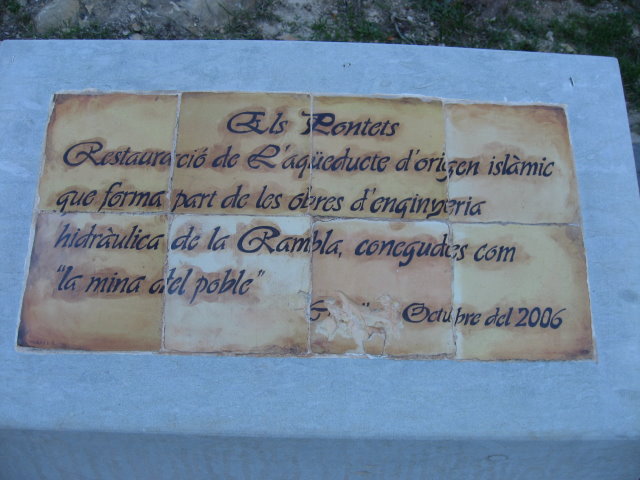 Els Pontets
Restauració de L'aqüeducte d'origen islàmic
que forma part de les obres d'enginyeria
hidràulica de la Rambla, conegudes com
"la mina del poble"
Octubre del 2006